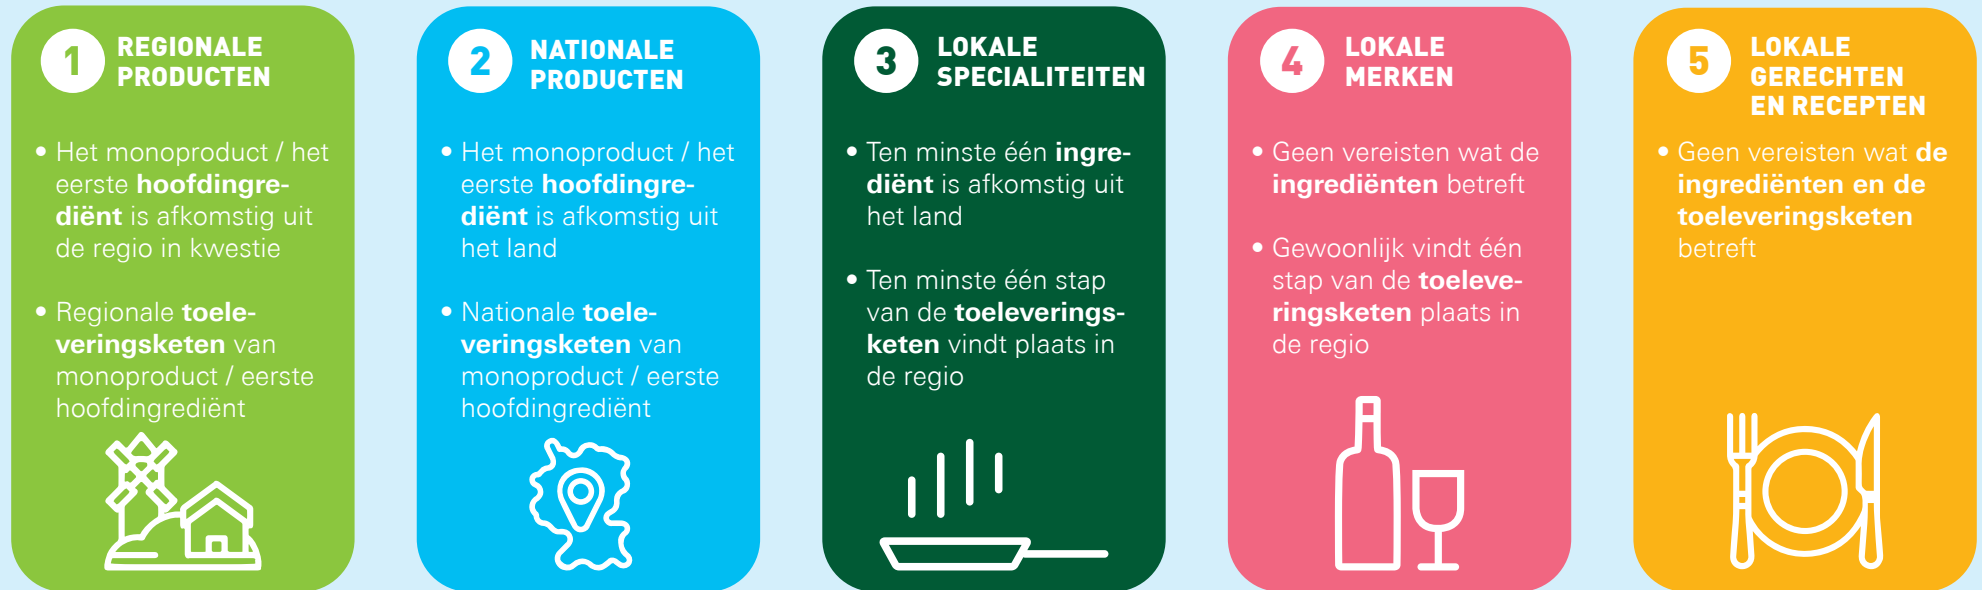 1
REGIONALE
PRODUCTEN
• Het monoproduct / het
eerste hoofdingre-
diënt is afkomstig uit
de regio in kwestie
• Regionale toele-
veringsketen van
monoproduct / eerste
hoofdingrediënt
2
NATIONALE
PRODUCTEN
• Het monoproduct / het
eerste hoofdingre-
diënt is afkomstig uit
het land
• Nationale toele-
veringsketen van
monoproduct / eerste
hoofdingrediënt
3
LOKALE
SPECIALITEITEN
• Ten minste één ingre-
diënt is afkomstig uit
het land
• Ten minste één stap
van de toeleverings-
keten vindt plaats in
de regio
4
LOKALE
MERKEN
• Geen vereisten wat de
ingrediënten betreft
• Gewoonlijk vindt één
stap van de toeleve-
ringsketen plaats in
de regio
5
LOKALE
GERECHTEN
EN RECEPTEN
• Geen vereisten wat de
ingrediënten en de
toeleveringsketen
betreft